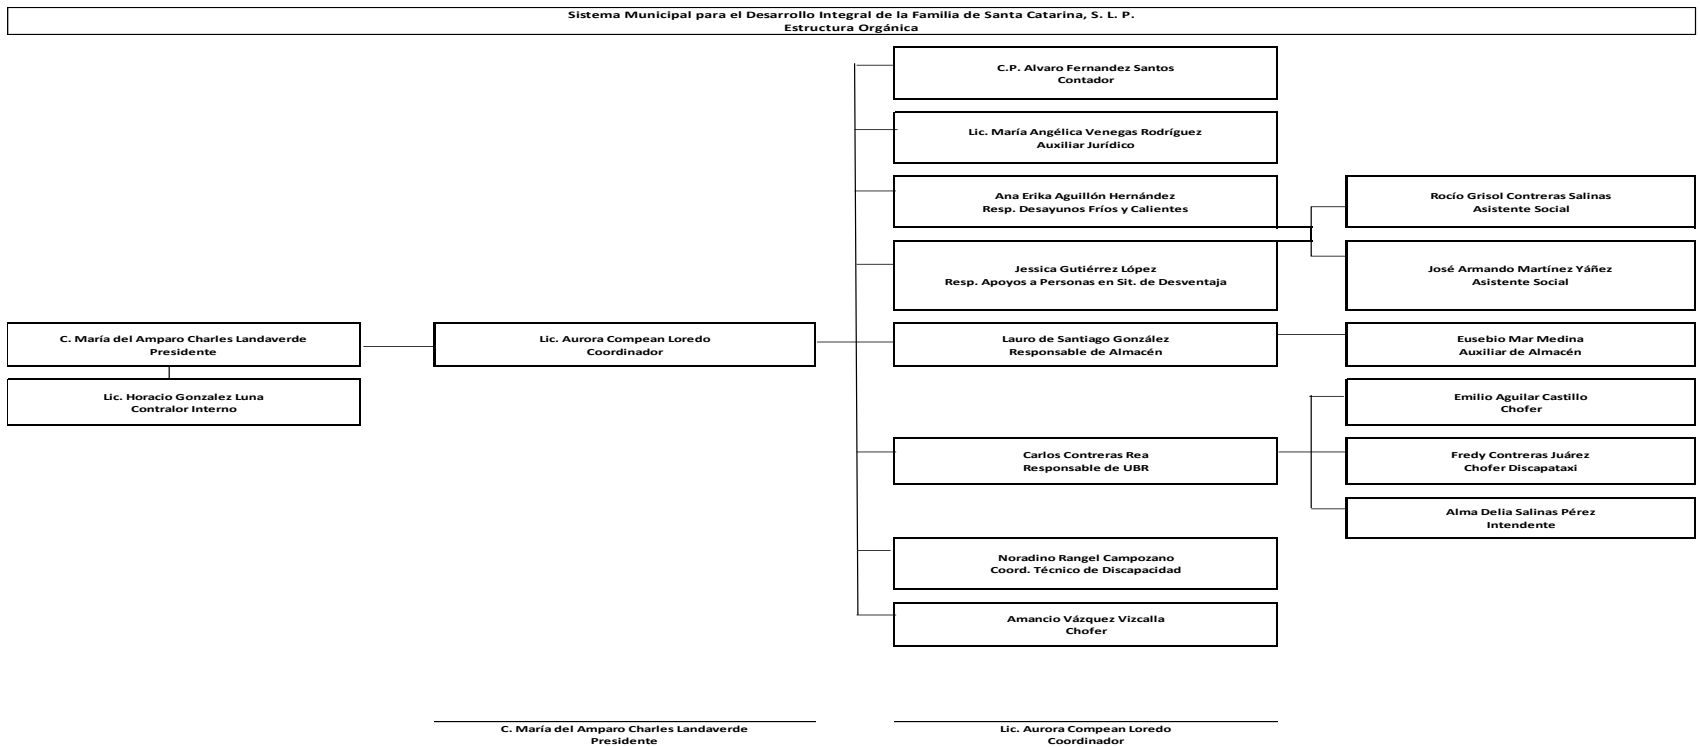 Sistema Municipal para el Desarrollo Integral de la Familia de Santa Catarina, S. L. P.
Estructura Orgánica
C.P. Alvaro Fernandez Santos
Contador
Lic. María Angélica Venegas Rodríguez
Auxiliar Jurídico
Ana Erika Aguillón Hernández
Resp. Desayunos Fríos y Calientes
Rocío Grisol Contreras Salinas
Asistente Social
Jessica Gutiérrez López
Resp. Apoyos a Personas en Sit. de Desventaja
José Armando Martínez Yáñez
Asistente Social
C. María del Amparo Charles Landaverde
Presidente
Lic. Aurora Compean Loredo
Coordinador
Lauro de Santiago González
Responsable de Almacén
Eusebio Mar Medina
Auxiliar de Almacén
Lic. Horacio Gonzalez Luna
Contralor Interno
Emilio Aguilar Castillo
Chofer
Carlos Contreras Rea
Responsable de UBR
Fredy Contreras Juárez
Chofer Discapataxi
Alma Delia Salinas Pérez
Intendente
Noradino Rangel Campozano
Coord. Técnico de Discapacidad
Amancio Vázquez Vizcalla
Chofer
C. María del Amparo Charles Landaverde
Presidente
Lic. Aurora Compean Loredo
Coordinador